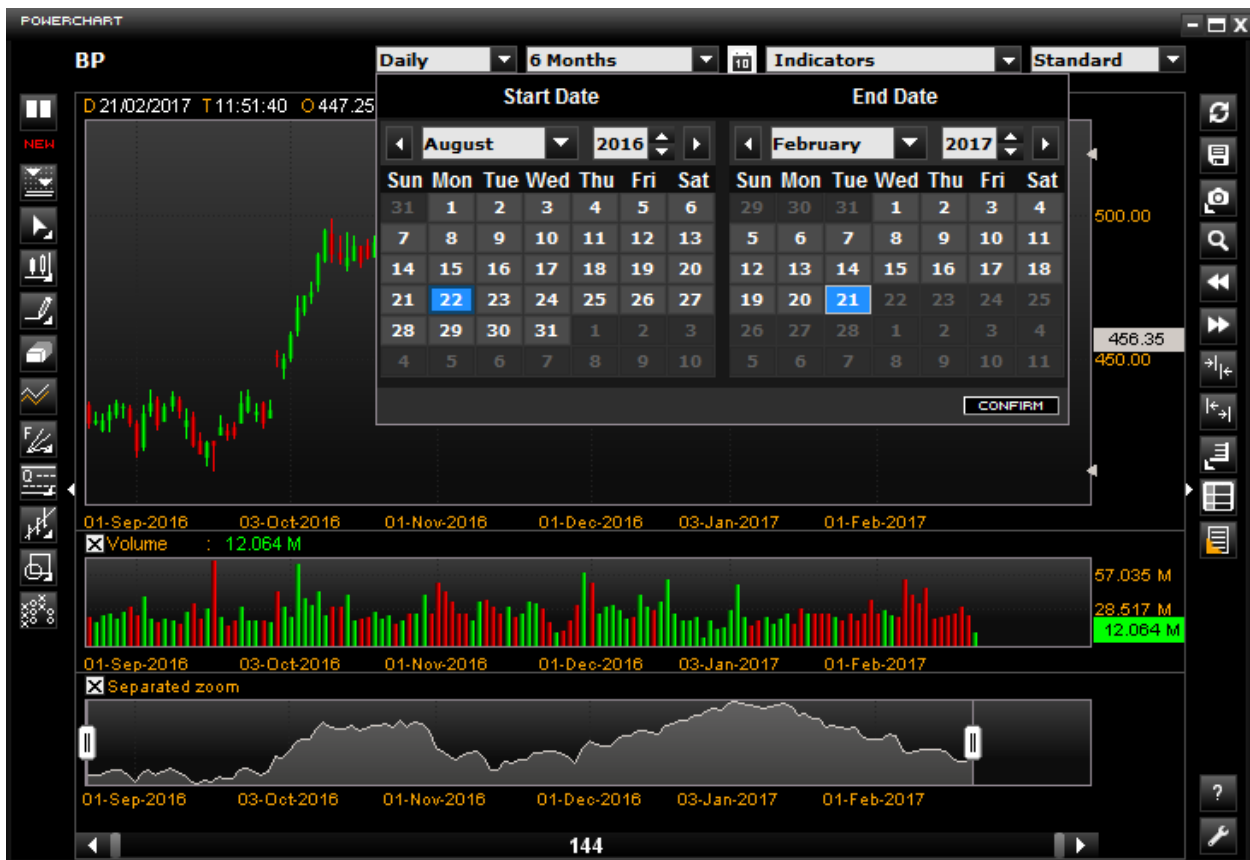 POWERCHART
BP
Daily 6 Months 10 Indicators Standard
D 21/02/2017 T 11:51:40 O 447.25
Start Date End Date
August 2016 February 2017
Sun Mon Tue Wed Thu Fri Sat Sun Mon Tue Wed Thu Fri Sat
31 1 2 3 4 5 6 29 30 31 1 2 3 4
7 8 9 10 11 12 13 5 6 7 8 9 10 11
14 15 16 17 18 19 20 12 13 14 15 16 17 18
21 22 23 24 25 26 27 19 20 21 22 23 24 25
28 29 30 31 1 2 3 26 27 28 1 2 3 4
4 5 6 7 8 9 10 5 6 7 8 9 10 11
CONFIRM
NEW
F
Q
500.00
456.35
450.00
01-Sep-2016 03-Oct-2016 01-Nov-2016 01-Dec-2016 03-Jan-2017 01-Feb-2017
Volume : 12.064 M
57.035 M
28.517 M
12.064 M
01-Sep-2016 03-Oct-2016 01-Nov-2016 01-Dec-2016 03-Jan-2017 01-Feb-2017
Separated zoom
01-Sep-2016 03-Oct-2016 01-Nov-2016 01-Dec-2016 03-Jan-2017 01-Feb-2017
?
144